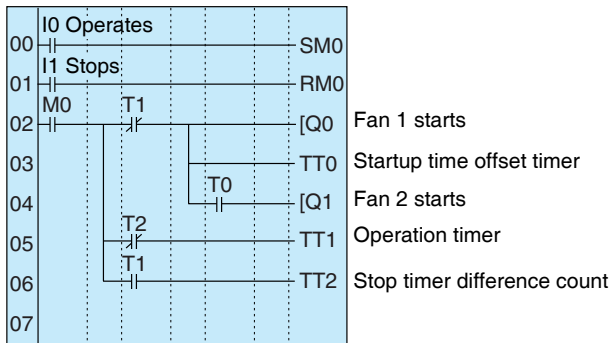 I0 Operates
00 SM0
I1 Stops
01 RM0
M0 T1
02 [Q0 Fan 1 starts
03 TT0 Startup time offset timer
T0
04 [Q1 Fan 2 starts
T2
05 TT1 Operation timer
T1
06 TT2 Stop timer difference count
07